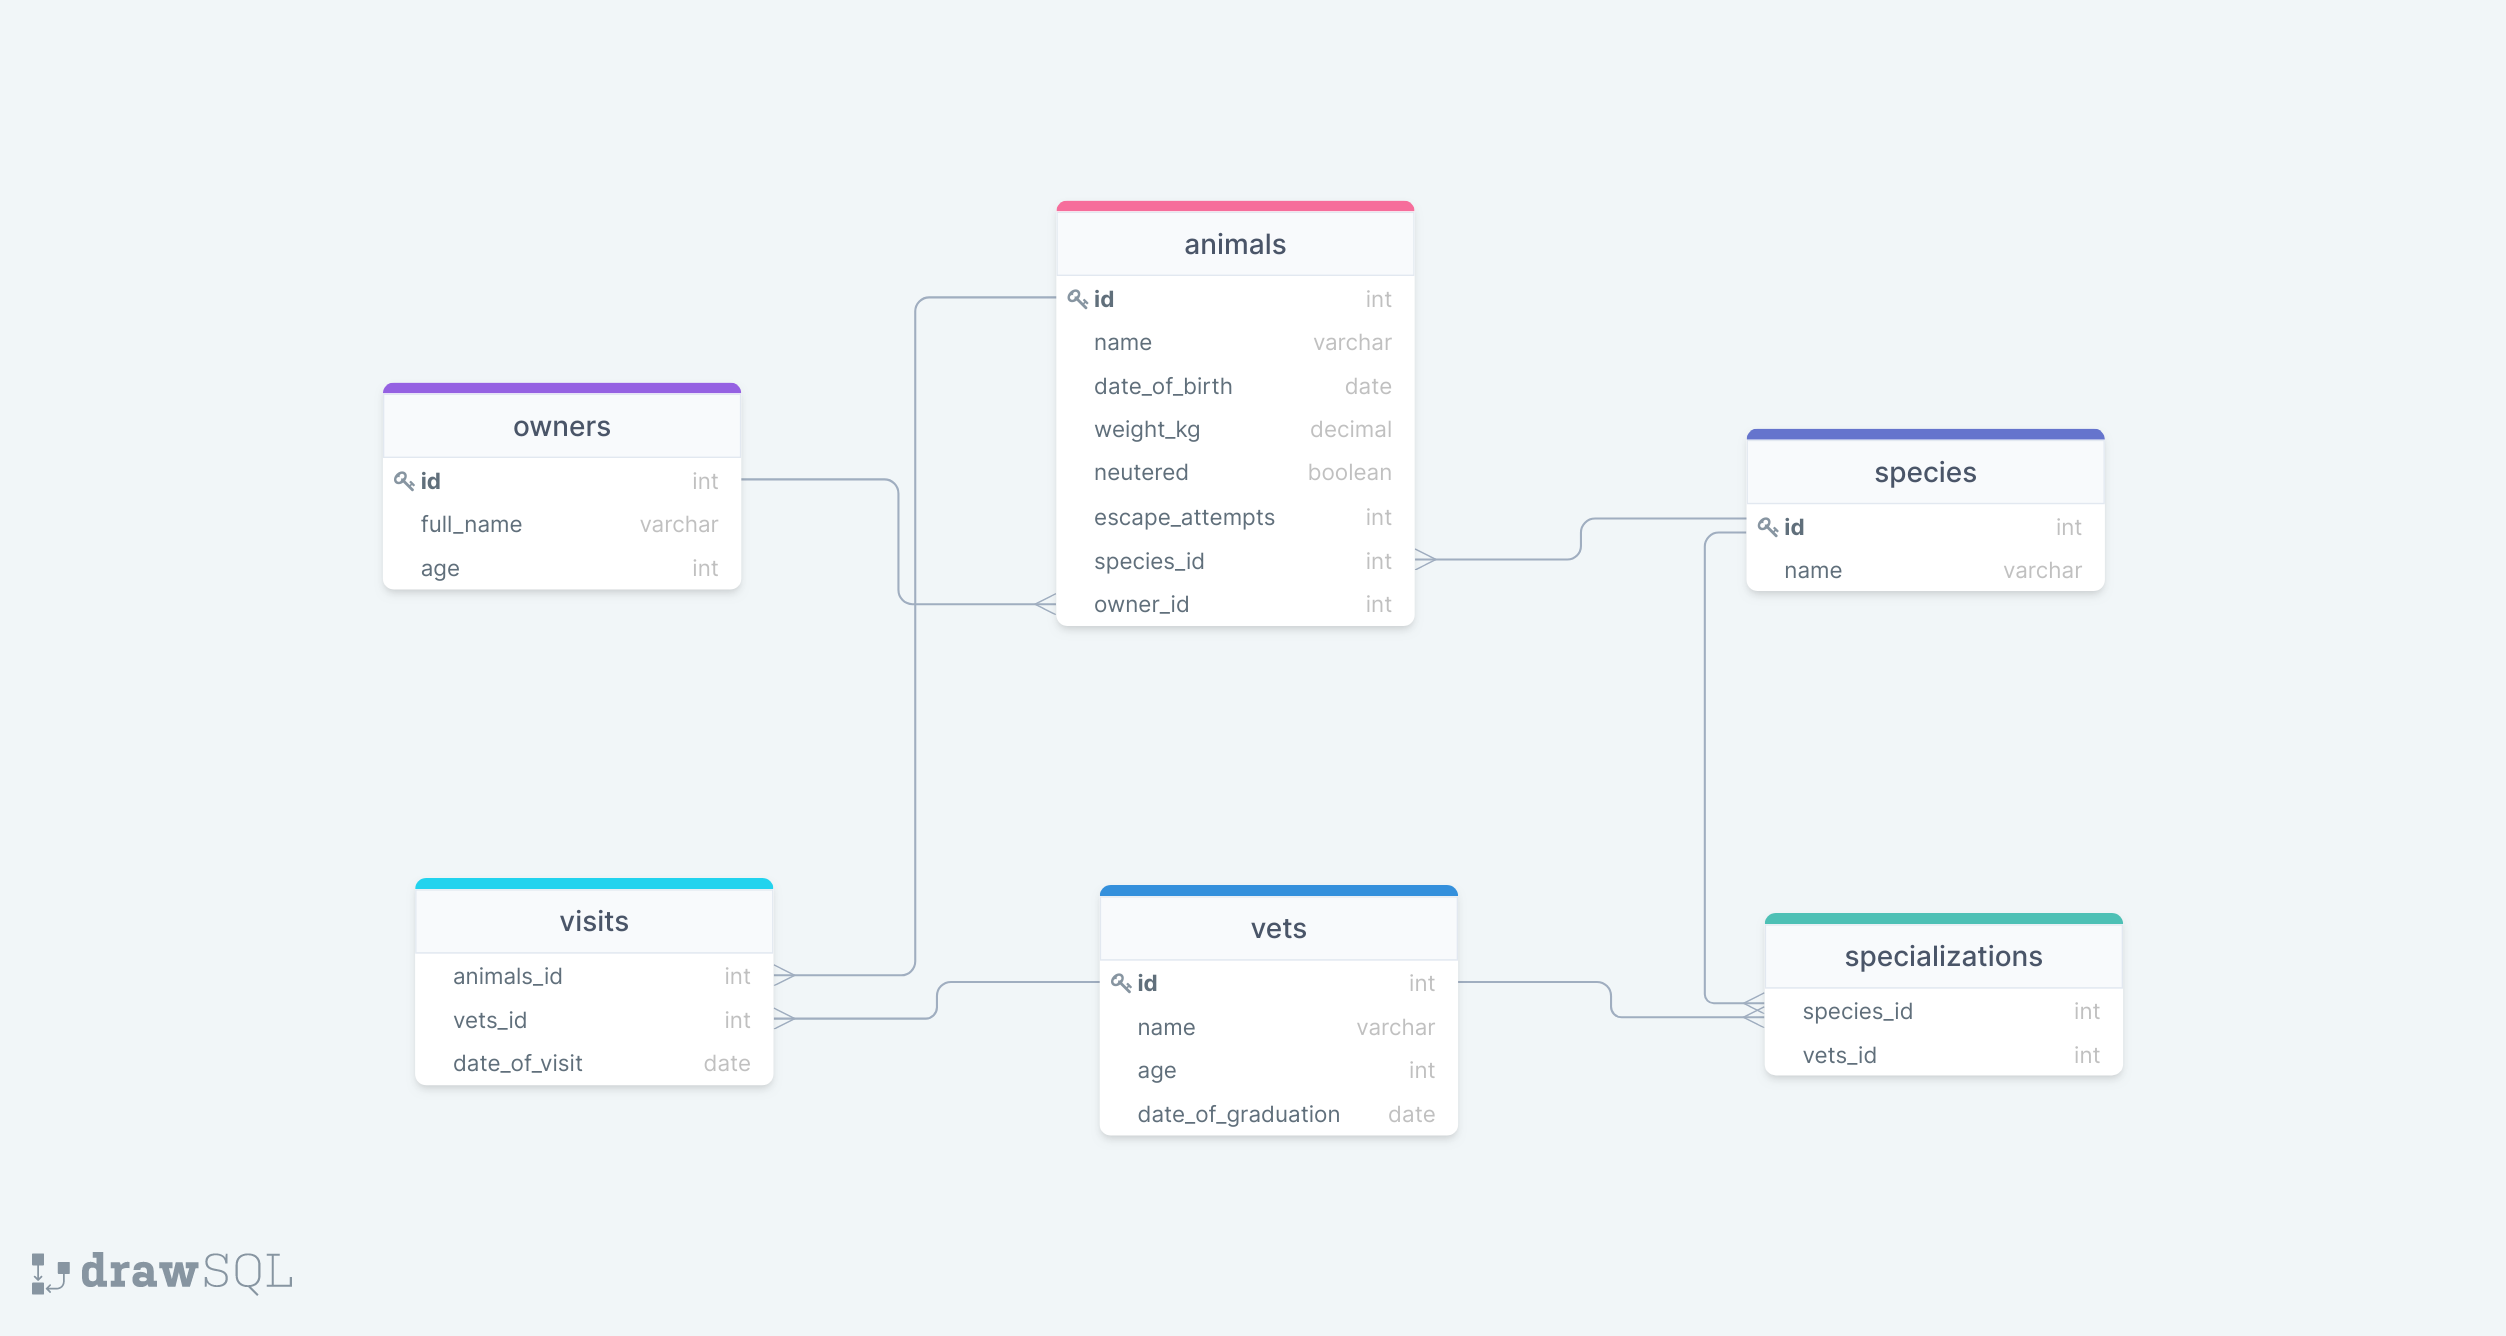 animals
id int
name varchar
date_of_birth date
weight_kg decimal
neutered boolean
escape_attempts int
species_id int
owner_id int
owners
id int
full_name varchar
age int
species
id int
name varchar
visits
animals_id int
vets_id int
date_of_visit date
vets
id int
name varchar
age int
date_of_graduation date
specializations
species_id int
vets_id int
drawSQL